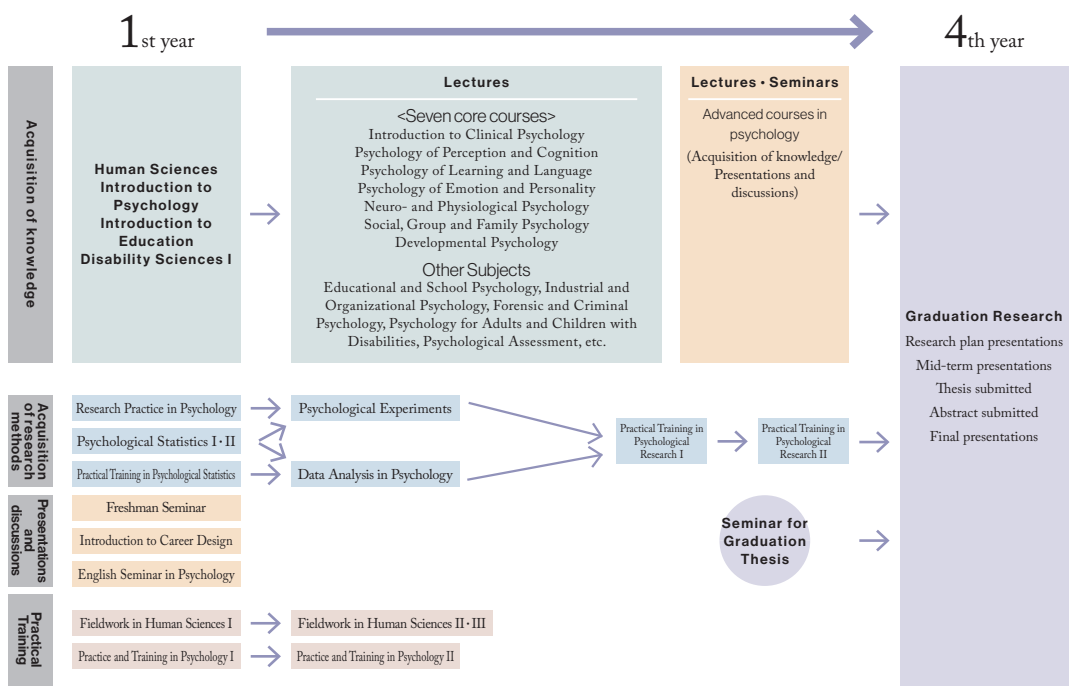 1st year
4th year
Acquisition of knowledge
Human Sciences
Introduction to
Psychology
Introduction to
Education
Disability Sciences I
Lectures
<Seven core courses>
Introduction to Clinical Psychology
Psychology of Perception and Cognition
Psychology of Learning and Language
Psychology of Emotion and Personality
Neuro- and Physiological Psychology
Social, Group and Family Psychology
Developmental Psychology
Other Subjects
Educational and School Psychology, Industrial and
Organizational Psychology, Forensic and Criminal
Psychology, Psychology for Adults and Children with
Disabilities, Psychological Assessment, etc.
Lectures・Seminars
Advanced courses in
psychology
(Acquisition of knowledge/
Presentations and
discussions)
Graduation Research
Research plan presentations
Mid-term presentations
Thesis submitted
Abstract submitted
Final presentations
Acquisition
of research
methods
Research Practice in Psychology
Psychological Statistics I・II
Practical Training in Psychological Statistics
Psychological Experiments
Data Analysis in Psychology
Practical Training in
Psychological
Research I
Practical Training in
Psychological
Research II
Presentations
and
discussions
Freshman Seminar
Introduction to Career Design
English Seminar in Psychology
Seminar for
Graduation
Thesis
Practical
Training
Fieldwork in Human Sciences I
Fieldwork in Human Sciences II・III
Practice and Training in Psychology I
Practice and Training in Psychology II